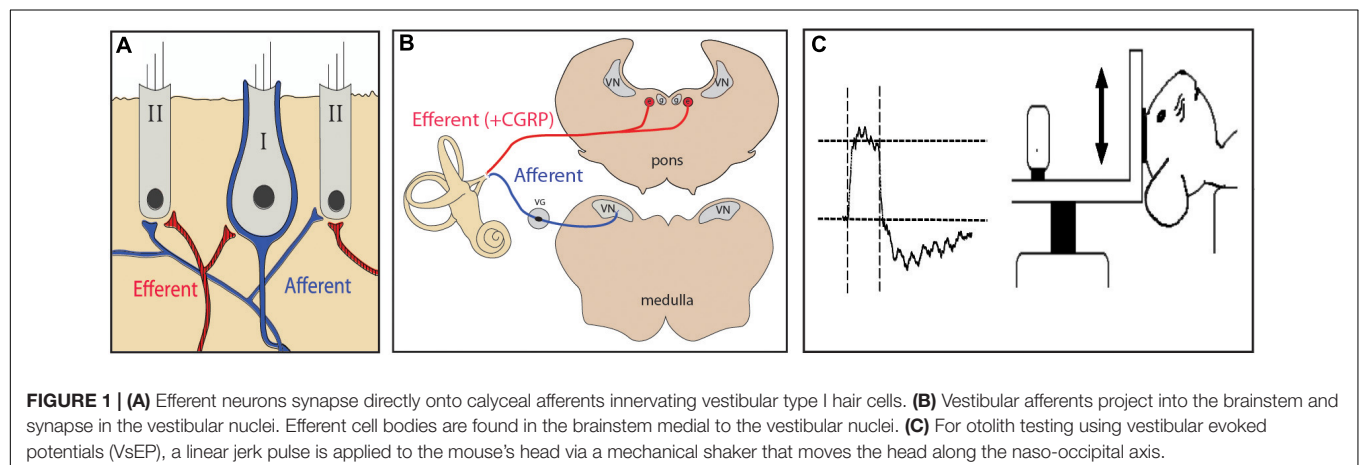 A
II
I
II
Efferent
Afferent
B
VN
VN
Efferent (+CGRP)
pons
Afferent
VG
VN
VN
medulla
C
FIGURE 1 | (A) Efferent neurons synapse directly onto calyceal afferents innervating vestibular type I hair cells. (B) Vestibular afferents project into the brainstem and
synapse in the vestibular nuclei. Efferent cell bodies are found in the brainstem medial to the vestibular nuclei. (C) For otolith testing using vestibular evoked
potentials (VsEP), a linear jerk pulse is applied to the mouse's head via a mechanical shaker that moves the head along the naso-occipital axis.